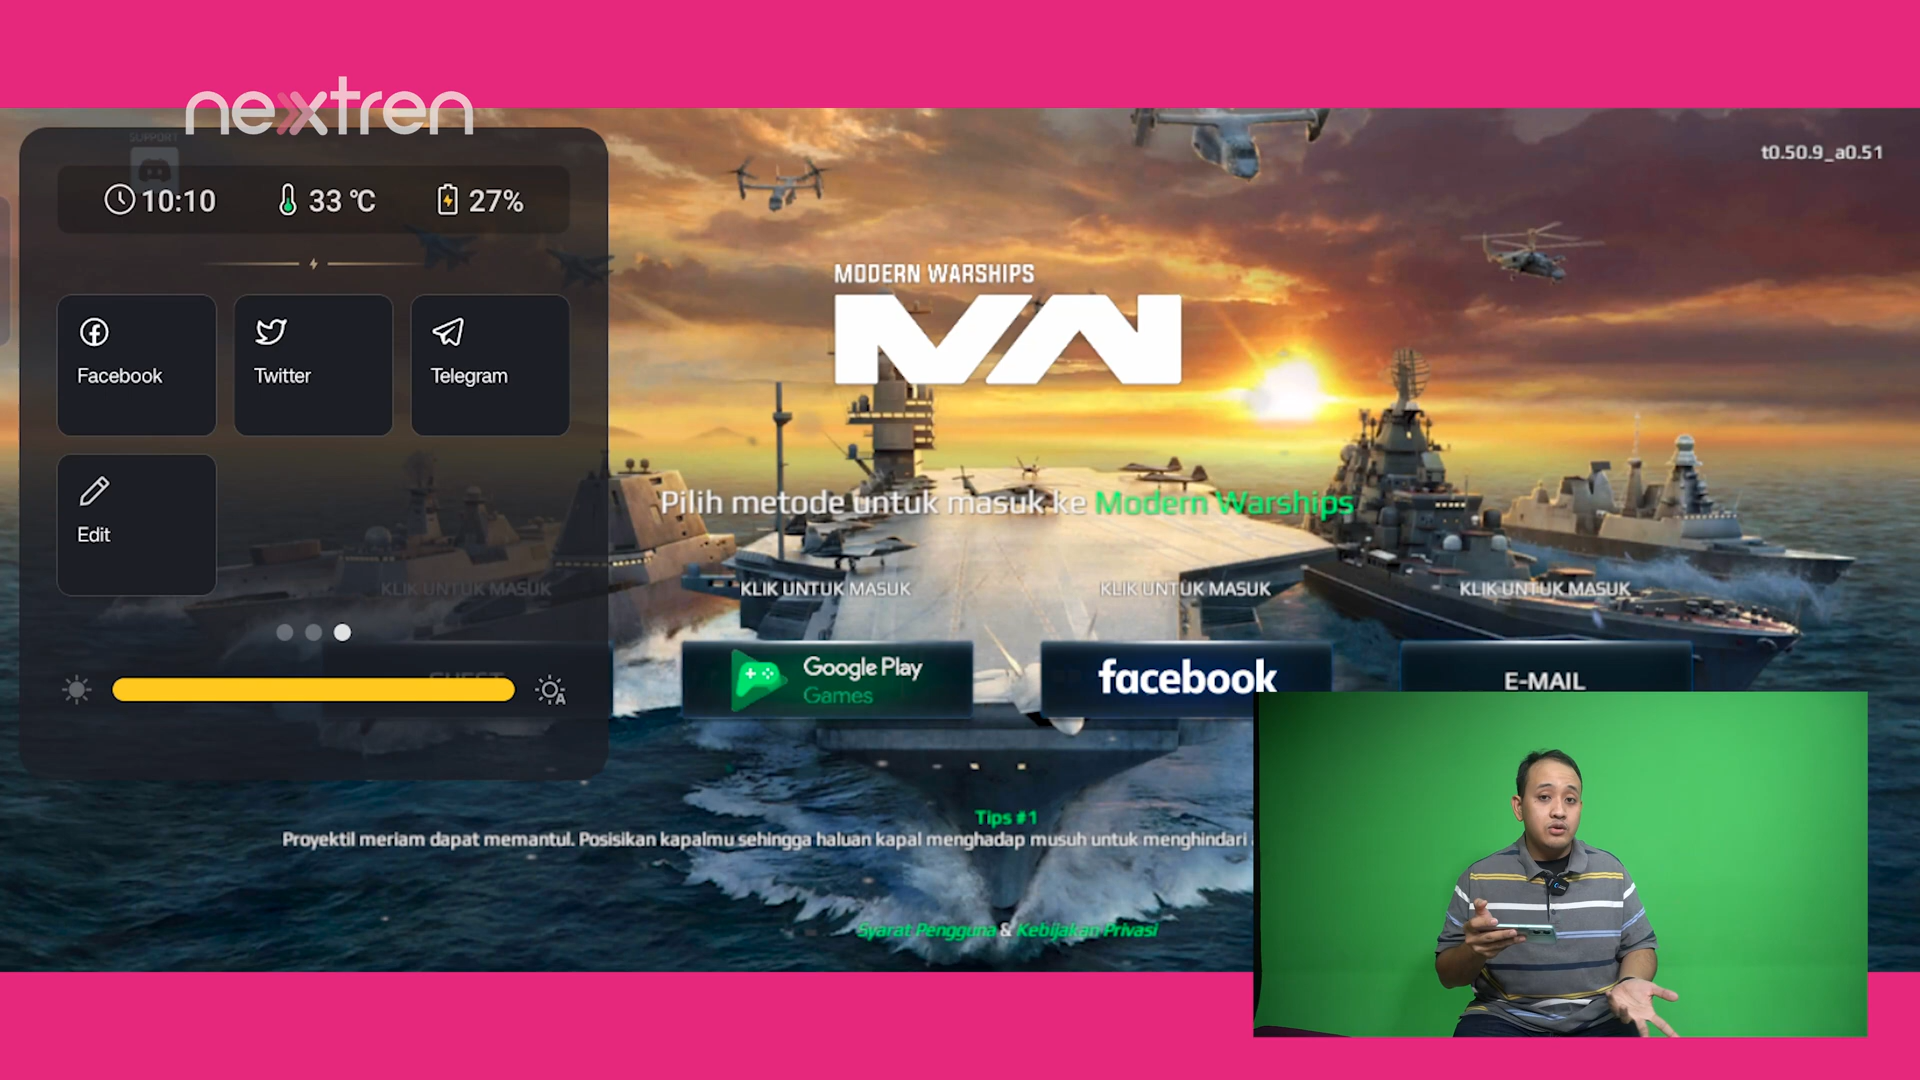 nextren
SUPPORT
10:10
33 °C
27%
t0.50.9_a0.51
MODERN WARSHIPS
MW
Facebook
Twitter
Telegram
Edit
Pilih metode untuk masuk ke Modern Warships
KLIK UNTUK MASUK
KLIK UNTUK MASUK
KLIK UNTUK MASUK
KLIK UNTUK MASUK
GUEST
Google Play
Games
facebook
E-MAIL
A
Tips #1
Proyektil meriam dapat memantul. Posisikan kapalmu sehingga haluan kapal menghadap musuh untuk menghindari
Syarat Pengguna & Kebijakan Privasi